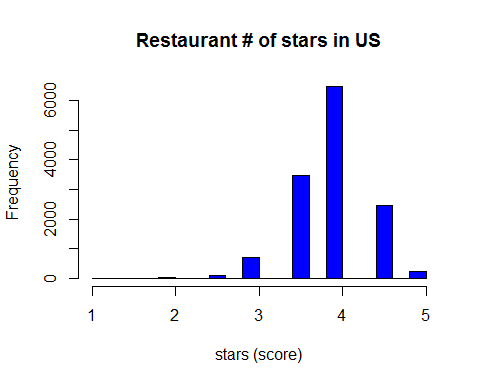 Restaurant # of stars in US
Frequency
6000
4000
2000
0
1 2 3 4 5
stars (score)